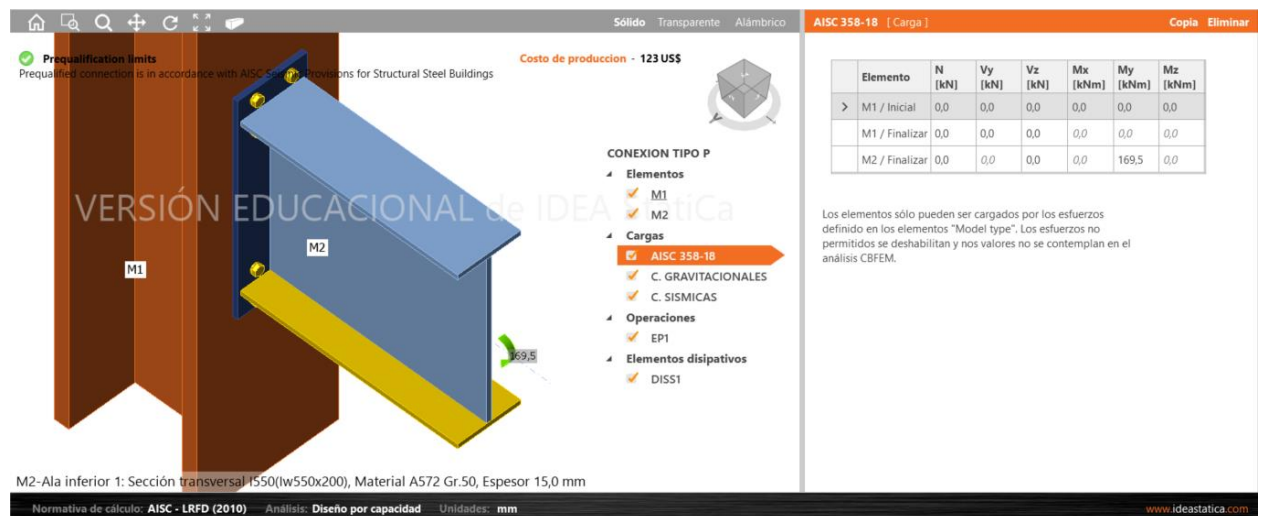 Sólido Transparente Alámbrico
AISC 358-18 [ Carga ] Copia Eliminar
Prequalification limits
Prequalified connection is in accordance with AISC Seismic Provisions for Structural Steel Buildings
Costo de produccion - 123 US$
CONEXION TIPO P
Elementos
M1
M2
Cargas
AISC 358-18
C. GRAVITACIONALES
C. SISMICAS
Operaciones
EP1
Elementos disipativos
DISS1
VERSIÓN EDUCACIONAL de IDEA StatiCa
M1
M2
169,5
M2-Ala inferior 1: Sección transversal I550(Iw550x200), Material A572 Gr.50, Espesor 15,0 mm
Elemento N [kN] Vy [kN] Vz [kN] Mx [kNm] My [kNm] Mz [kNm]
> M1 / Inicial 0,0 0,0 0,0 0,0 0,0 0,0
M1 / Finalizar 0,0 0,0 0,0 0,0 0,0 0,0
M2 / Finalizar 0,0 0,0 0,0 0,0 169,5 0,0
Los elementos sólo pueden ser cargados por los esfuerzos
definido en los elementos "Model type". Los esfuerzos no
permitidos se deshabilitan y nos valores no se contemplan en el
análisis CBFEM.
Normativa de cálculo: AISC - LRFD (2010) Análisis: Diseño por capacidad Unidades: mm
www.ideastatica.com